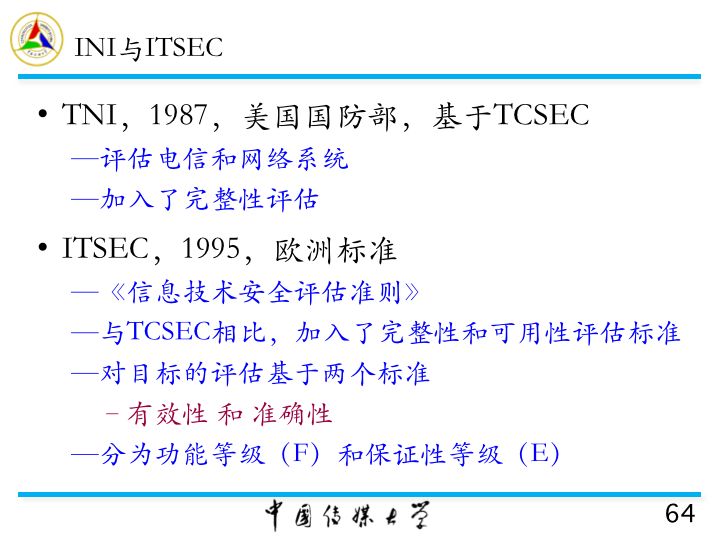 INI与ITSEC
• TNI，1987，美国国防部，基于TCSEC
—评估电信和网络系统
—加入了完整性评估
• ITSEC，1995，欧洲标准
—《信息技术安全评估准则》
—与TCSEC相比，加入了完整性和可用性评估标准
—对目标的评估基于两个标准
– 有效性 和 准确性
—分为功能等级（F）和保证性等级（E）
中国传媒大学
64